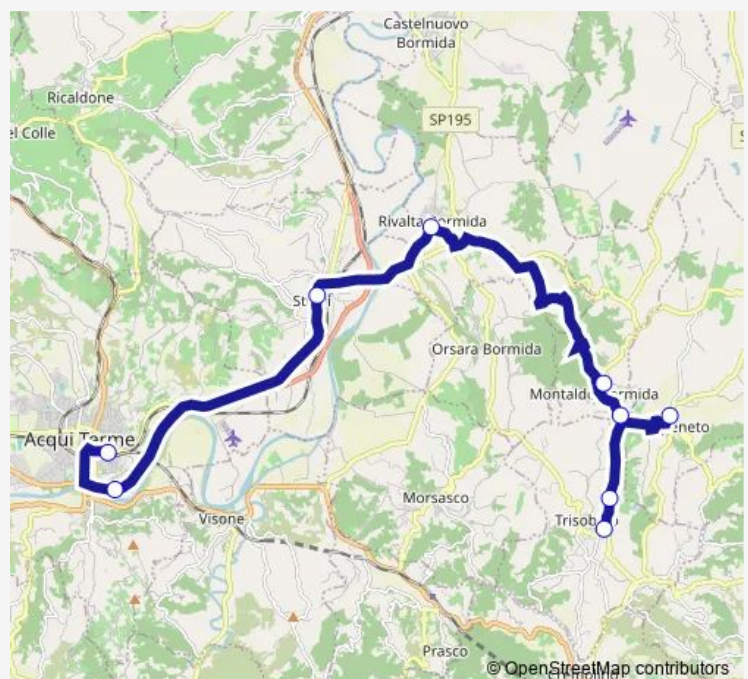 Castelnuovo
Bormida
Ricaldone
SP195
el Colle
Rivalta Bormida
Orsara Bormida
Montaldo Bormida
Acqui Terme
Morsasco
Visone
Prasco
© OpenStreetMap contributors